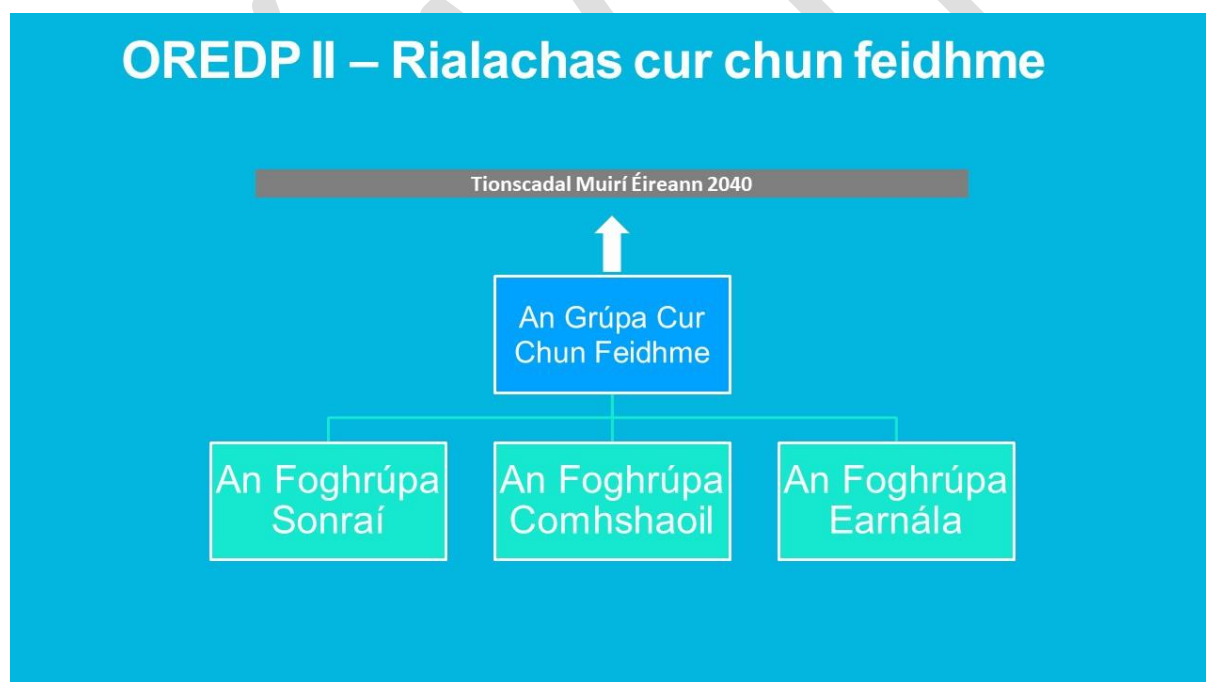 OREDP II – Rialachas cur chun feidhme
Tionscadal Muirí Éireann 2040
An Grúpa Cur
Chun Feidhme
An Foghrúpa
Sonraí
An Foghrúpa
Comhshaoil
An Foghrúpa
Earnála